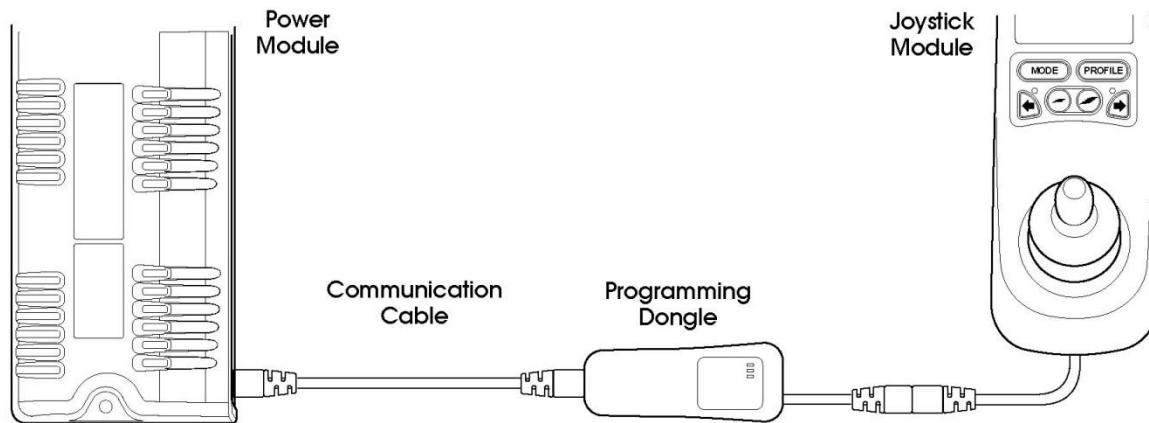 Power
Module
Joystick
Module
MODE PROFILE
Communication
Cable
Programming
Dongle